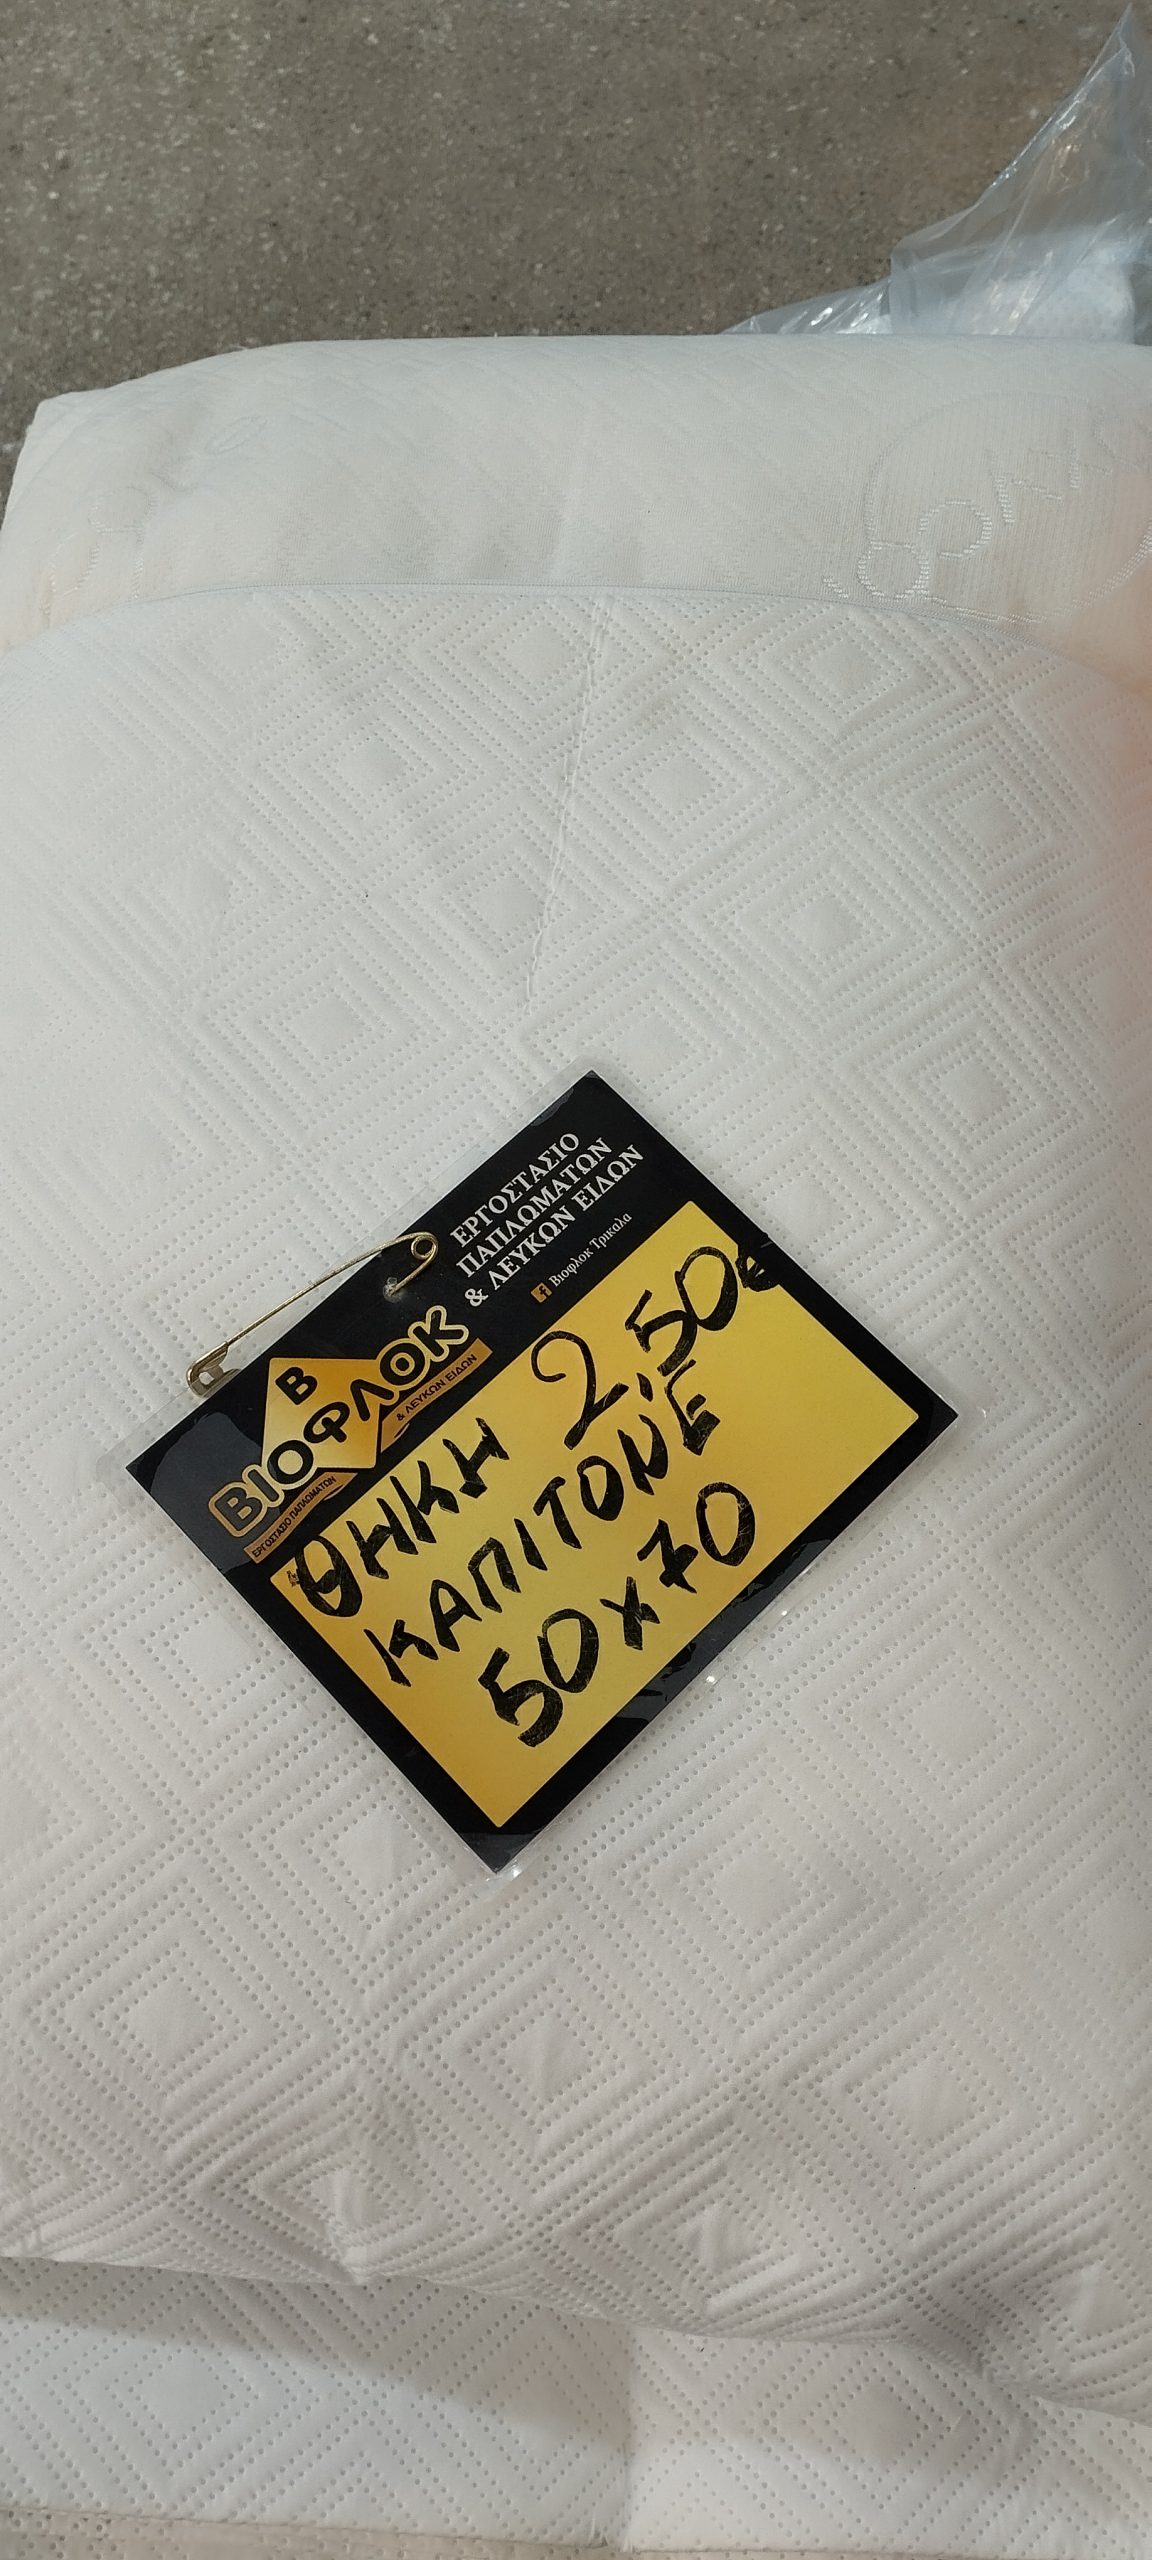 ΕΡΓΟΣΤΑΣΙΟ
ΠΑΠΛΩΜΑΤΩΝ
& ΛΕΥΚΩΝ ΕΙΔΩΝ
Βιοφλοκ Τρικαλα
Β
ΒΙΟΦΛΟΚ
ΕΡΓΟΣΤΑΣΙΟ ΠΑΠΛΩΜΑΤΩΝ
& ΛΕΥΚΩΝ ΕΙΔΩΝ
ΘΗΚΗ 2,50€
ΚΑΠΙΤΟΝΕ
50x70